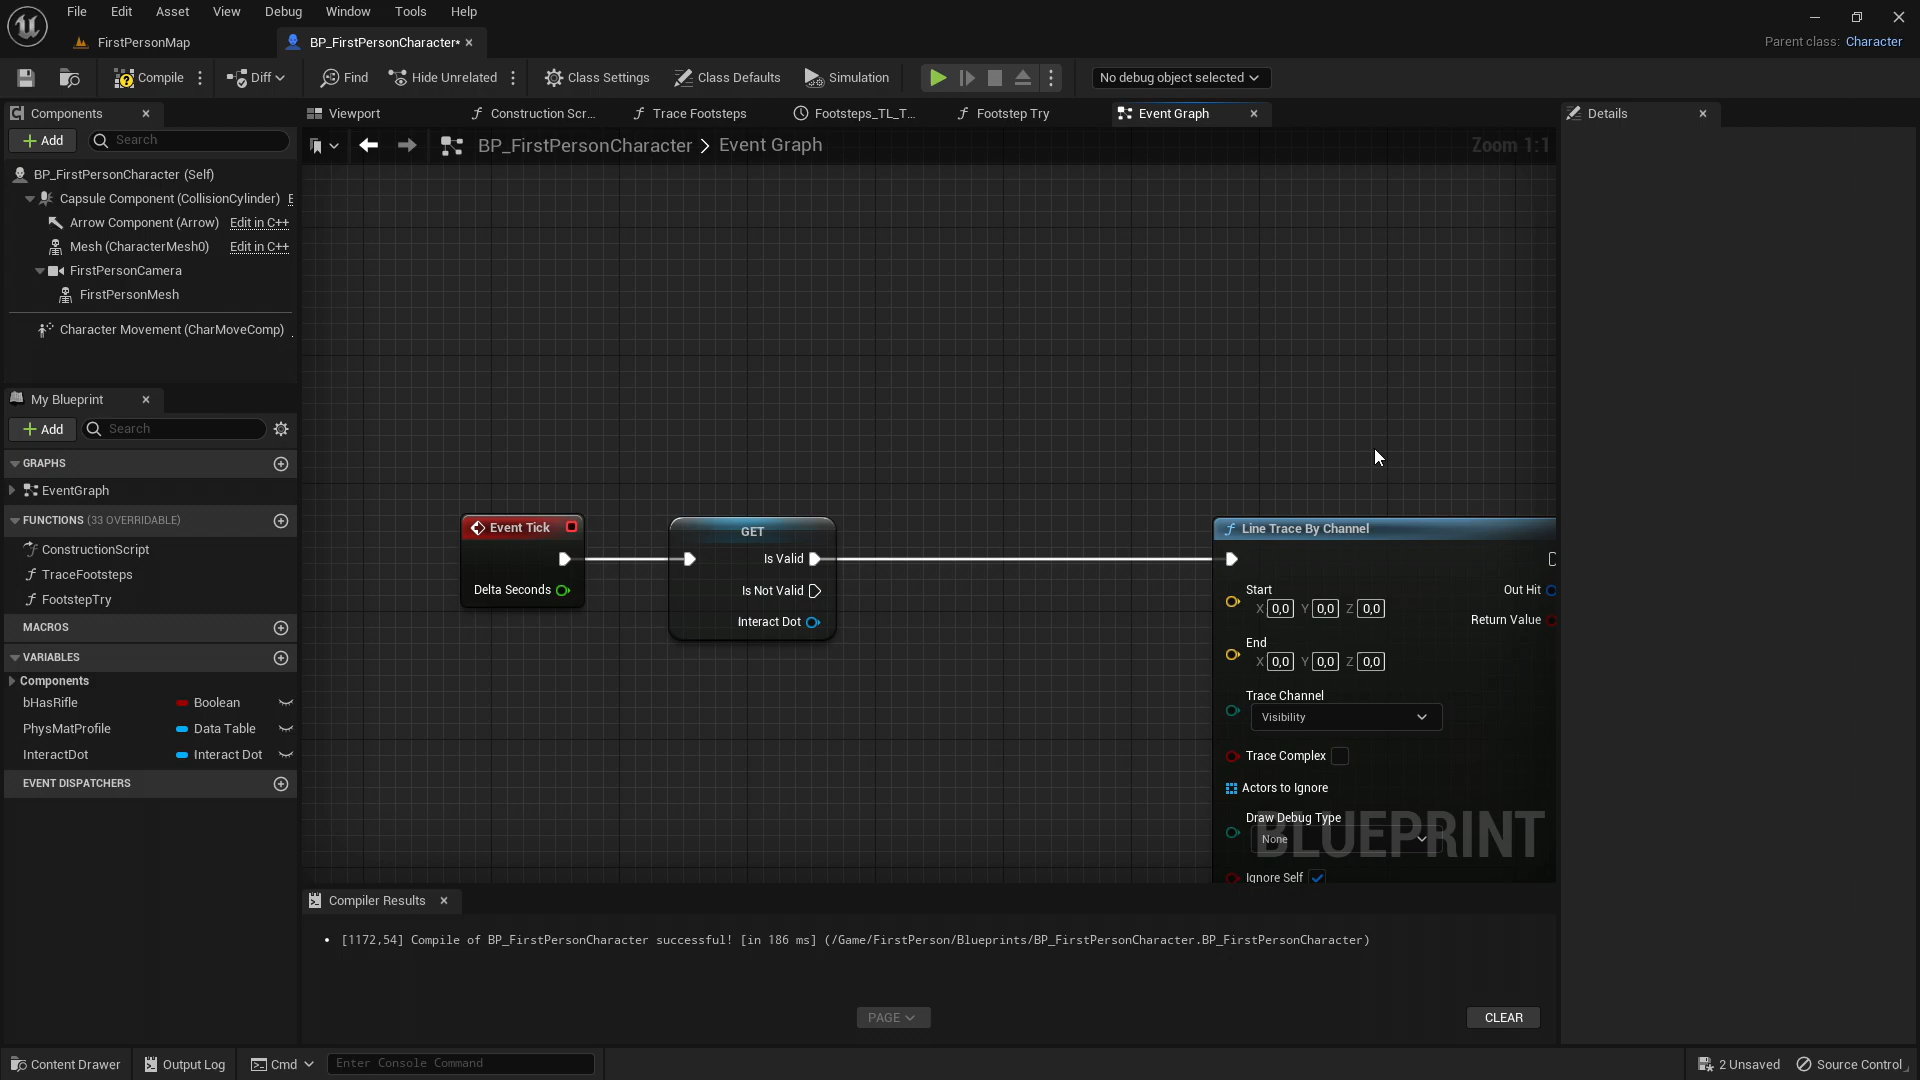 File Edit Asset View Debug Window Tools Help
FirstPersonMap
BP_FirstPersonCharacter*
Parent class: Character
Compile
Diff
Find
Hide Unrelated
Class Settings
Class Defaults
Simulation
No debug object selected
Components
Add
Search
BP_FirstPersonCharacter (Self)
Capsule Component (CollisionCylinder)
Arrow Component (Arrow) Edit in C++
Mesh (CharacterMesh0) Edit in C++
FirstPersonCamera
FirstPersonMesh
Character Movement (CharMoveComp)
My Blueprint
Add
Search
GRAPHS
EventGraph
FUNCTIONS (33 OVERRIDABLE)
ConstructionScript
TraceFootsteps
FootstepTry
MACROS
VARIABLES
Components
bHasRifle Boolean
PhysMatProfile Data Table
InteractDot Interact Dot
EVENT DISPATCHERS
Viewport
Construction Scr...
Trace Footsteps
Footsteps_TL_T...
Footstep Try
Event Graph
BP_FirstPersonCharacter > Event Graph
Zoom 1:1
Event Tick
Delta Seconds
GET
Is Valid
Is Not Valid
Interact Dot
Line Trace By Channel
Start
X 0,0 Y 0,0 Z 0,0
Out Hit
Return Value
End
X 0,0 Y 0,0 Z 0,0
Trace Channel
Visibility
Trace Complex
Actors to Ignore
Draw Debug Type
None
Ignore Self
BLUEPRINT
Compiler Results
• [1172,54] Compile of BP_FirstPersonCharacter successful! [in 186 ms] (/Game/FirstPerson/Blueprints/BP_FirstPersonCharacter.BP_FirstPersonCharacter)
PAGE
CLEAR
Details
Content Drawer
Output Log
Cmd
Enter Console Command
2 Unsaved
Source Control